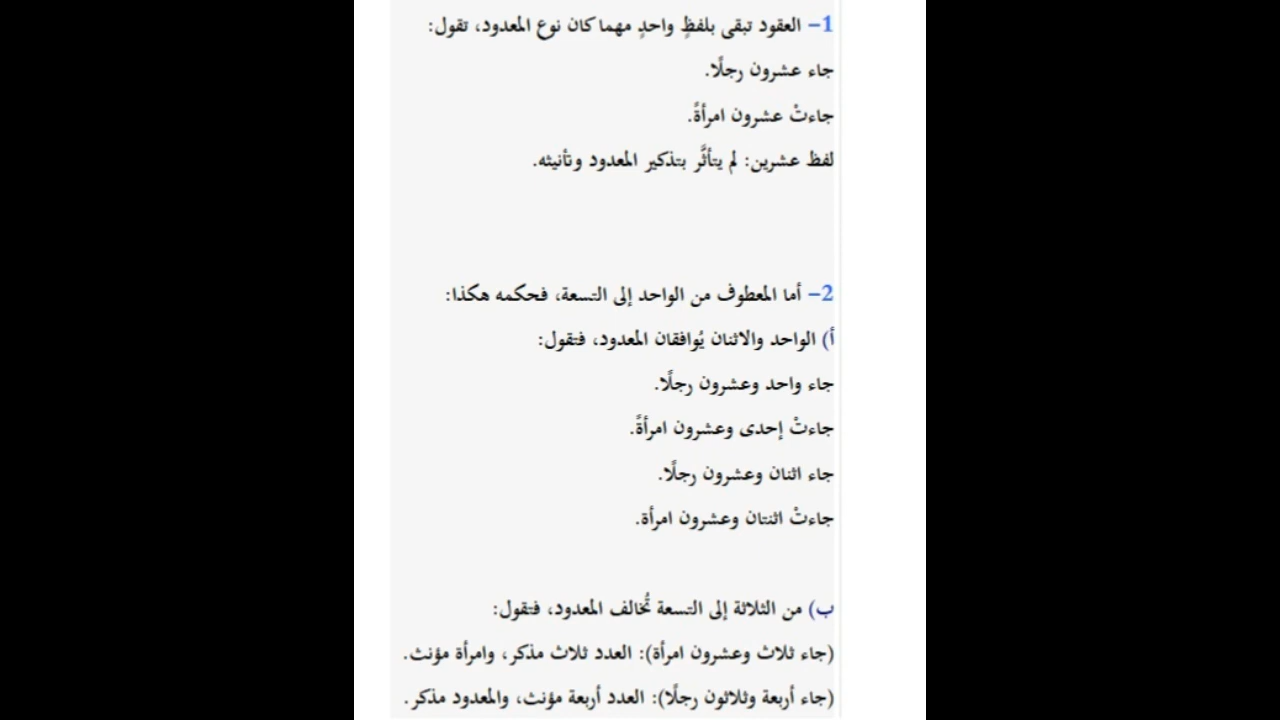 1- العقود تبقى بلفظٍ واحدٍ مهما كان نوع المعدود، تقول:
جاء عشرون رجلًا.
جاءتْ عشرون امرأةً.
لفظ عشرين: لم يتأثَّر بتذكير المعدود وتأنيثه.
2- أما المعطوف من الواحد إلى التسعة، فحكمه هكذا:
أ) الواحد والاثنان يُوافقان المعدود، فتقول:
جاء واحد وعشرون رجلًا.
جاءتْ إحدى وعشرون امرأةً.
جاء اثنان وعشرون رجلًا.
جاءتْ اثنتان وعشرون امرأة.
ب) من الثلاثة إلى التسعة تُخالف المعدود، فتقول:
(جاء ثلاث وعشرون امرأة): العدد ثلاث مذكر، وامرأة مؤنث.
(جاء أربعة وثلاثون رجلًا): العدد أربعة مؤنث، والمعدود مذكر.